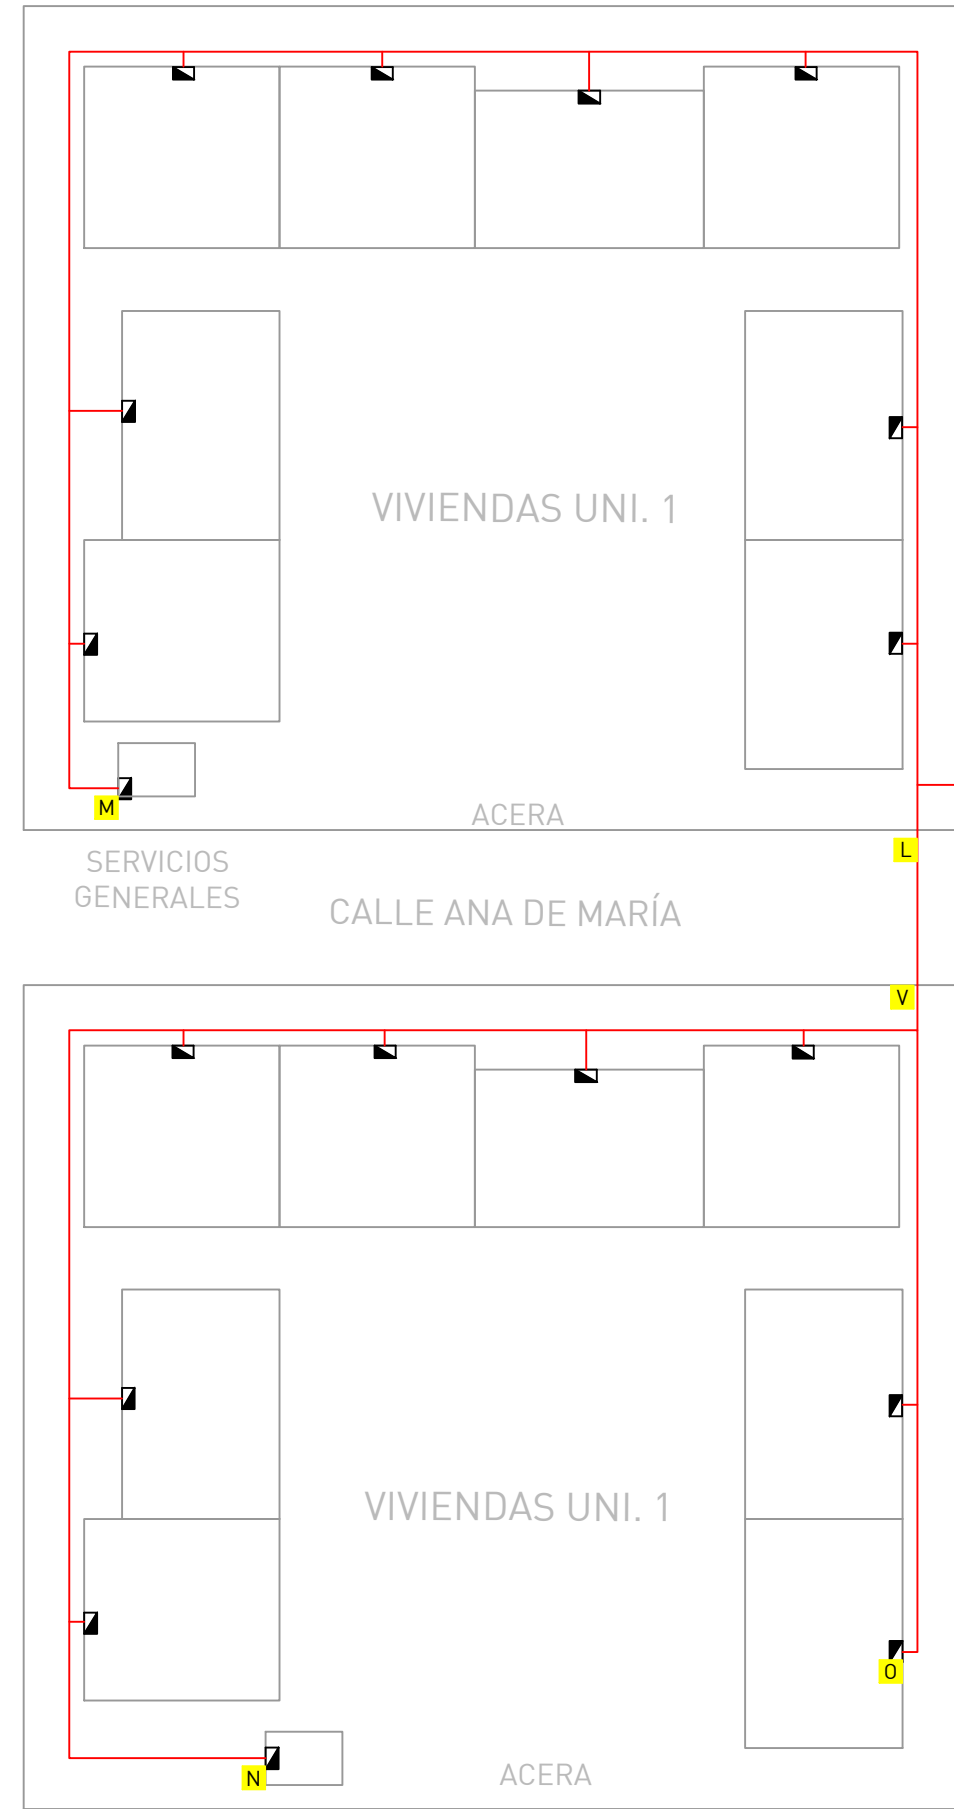 VIVIENDAS UNI. 1
M
ACERA
L
SERVICIOS
GENERALES
CALLE ANA DE MARÍA
V
VIVIENDAS UNI. 1
O
N
ACERA